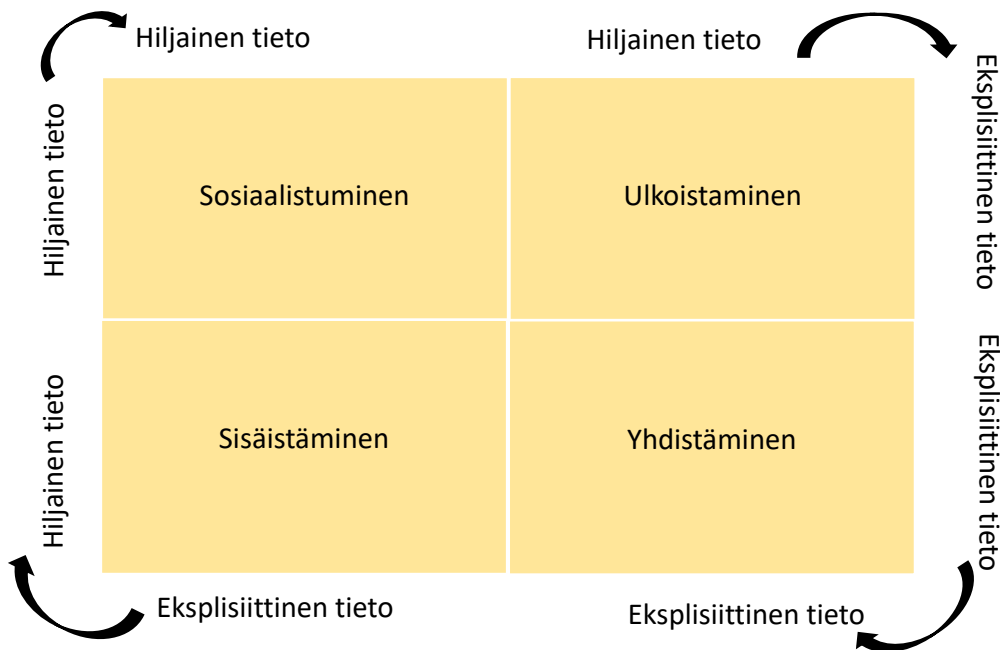 Hiljainen tieto
Hiljainen tieto
Hiljainen tieto
Eksplisiittinen tieto
Sosiaalistuminen
Ulkoistaminen
Hiljainen tieto
Eksplisiittinen tieto
Sisäistäminen
Yhdistäminen
Eksplisiittinen tieto
Eksplisiittinen tieto